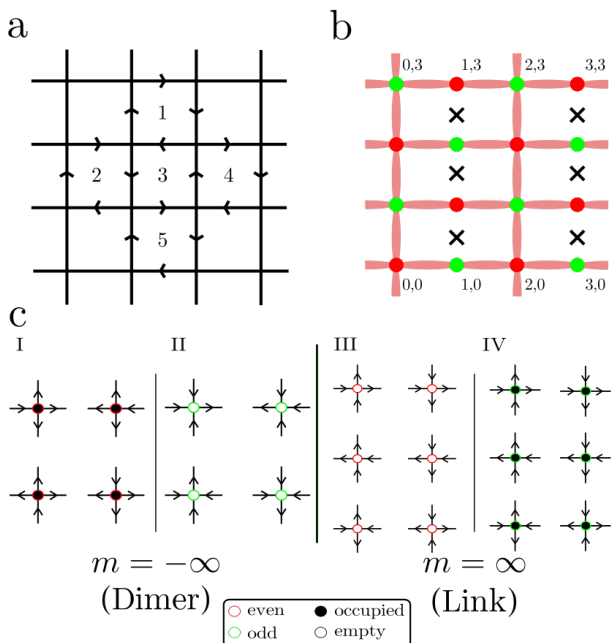 a
1
2 3 4
5
b
0,3 1,3 2,3 3,3
0,0 1,0 2,0 3,0
c
I II III IV
m = −∞
(Dimer)
m = ∞
(Link)
even occupied
odd empty